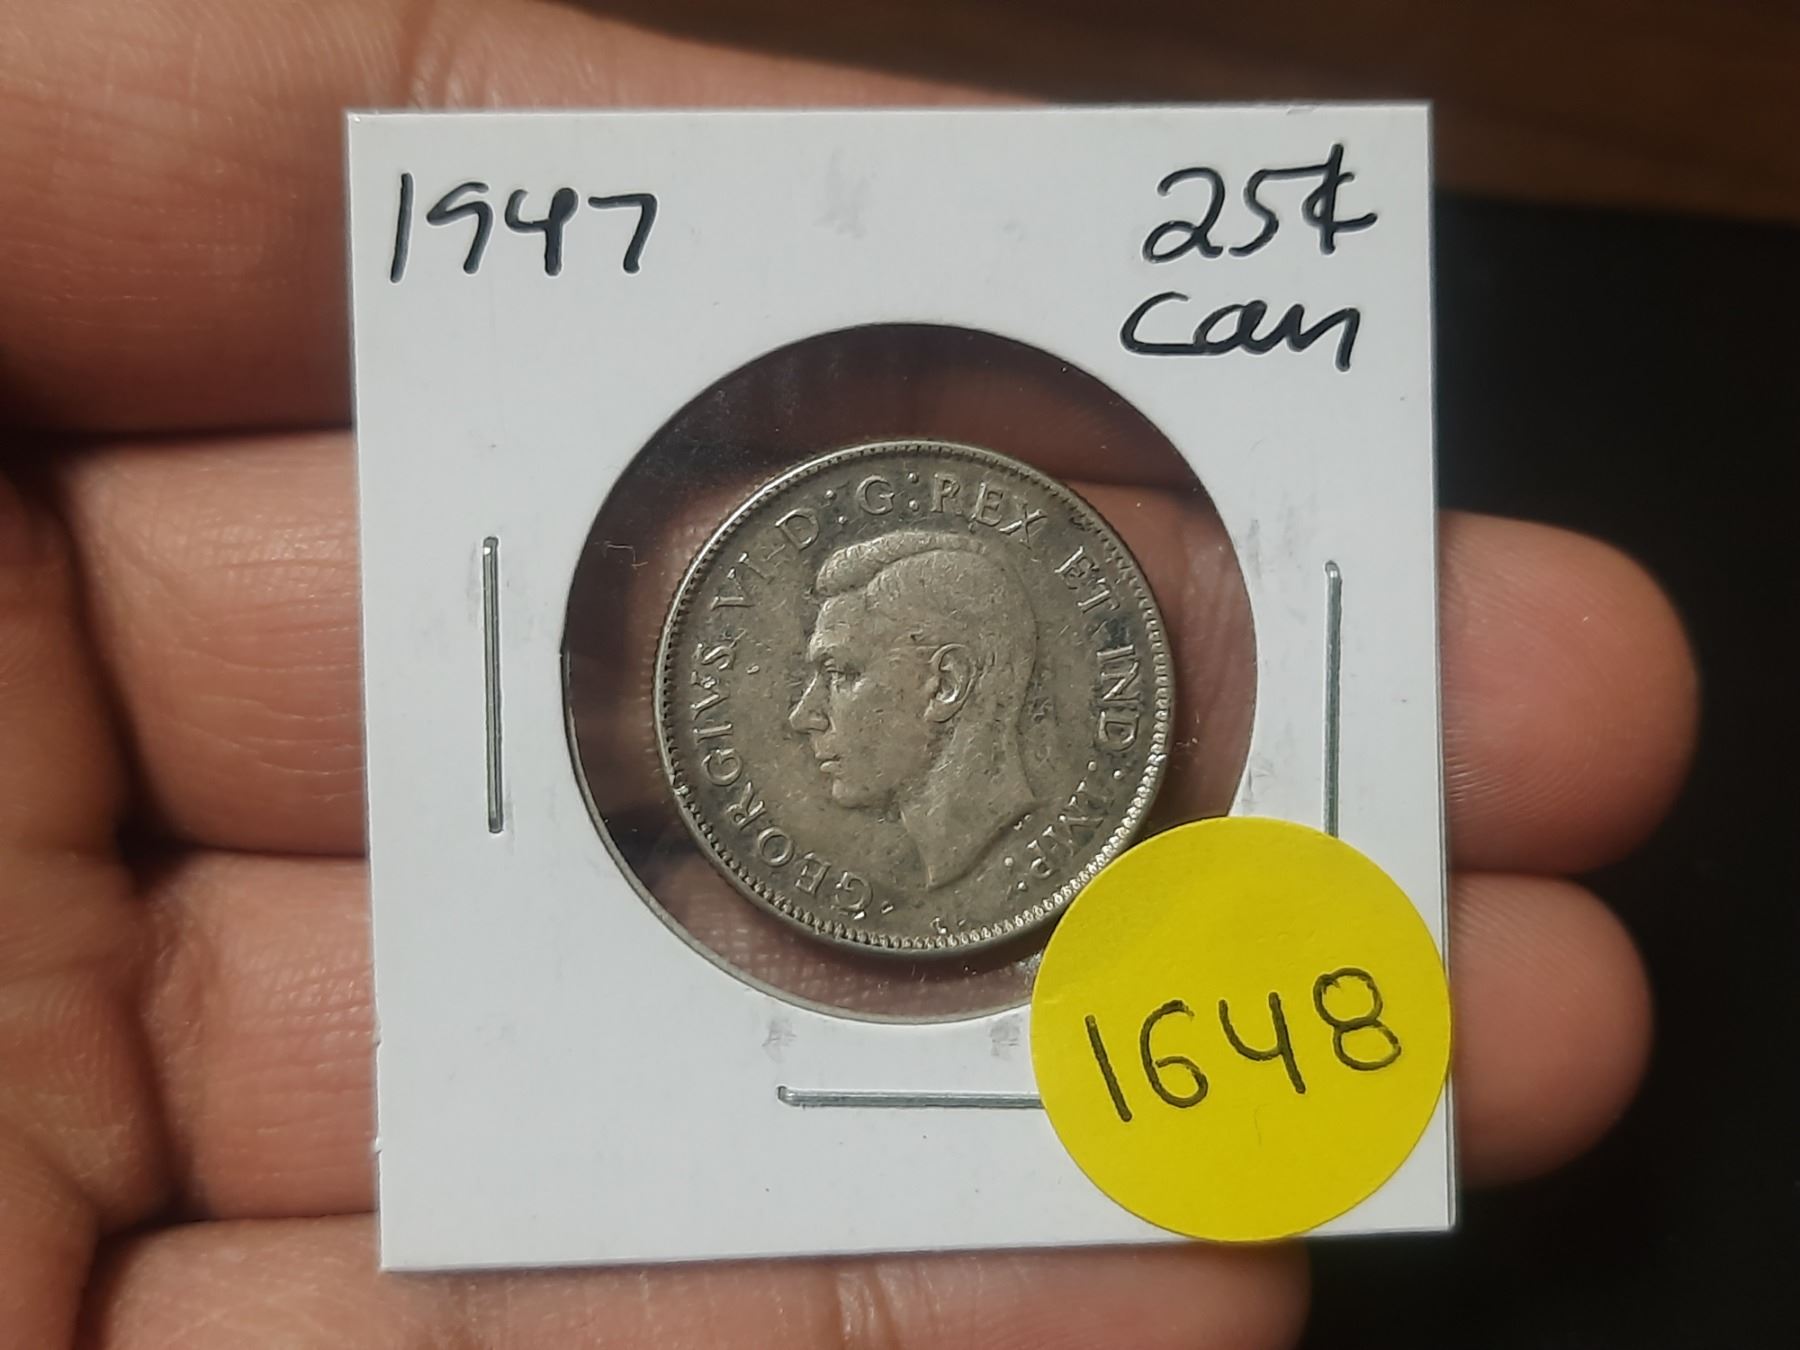 1947
25¢
Can
GEORGIVS VI D:G:REX ET IND:IMP:
1648